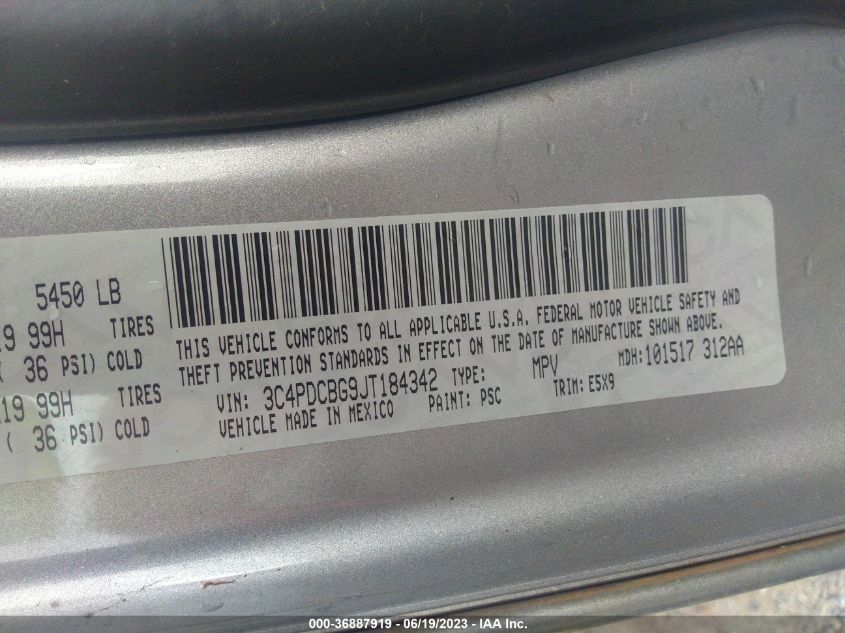 5450 LB
19 99H TIRES
( 36 PSI) COLD
19 99H TIRES
( 36 PSI) COLD
THIS VEHICLE CONFORMS TO ALL APPLICABLE U.S.A. FEDERAL MOTOR VEHICLE SAFETY AND
THEFT PREVENTION STANDARDS IN EFFECT ON THE DATE OF MANUFACTURE SHOWN ABOVE.
VIN: 3C4PDCBG9JT184342 TYPE: MPV MDH: 101517 312AA
VEHICLE MADE IN MEXICO PAINT: PSC TRIM: E5X9
000-36887919 - 06/19/2023 - IAA Inc.